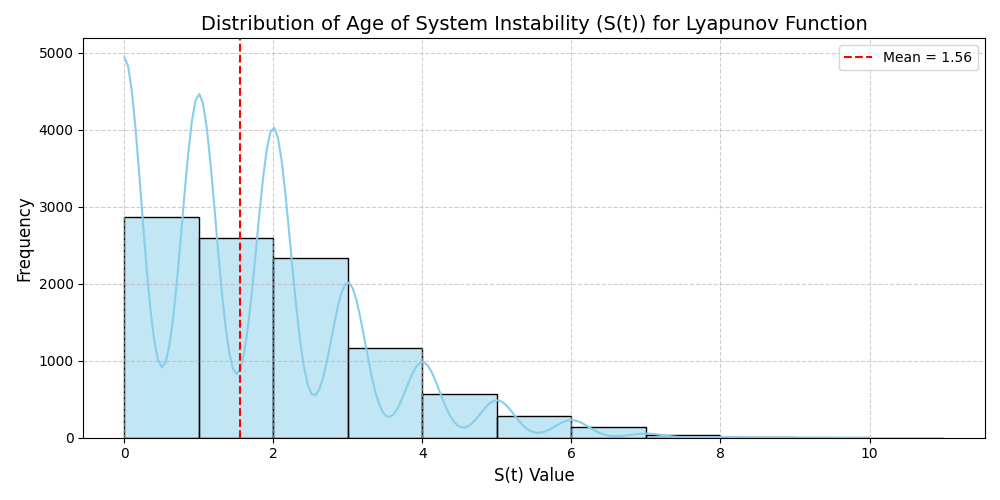 Distribution of Age of System Instability (S(t)) for Lyapunov Function
Mean = 1.56
Frequency
5000
4000
3000
2000
1000
0
0 2 4 6 8 10
S(t) Value